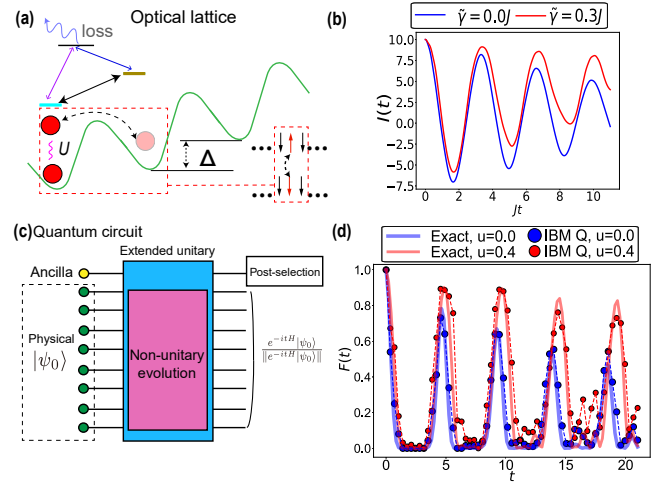 (a)
Optical lattice
loss
U
Δ
(b)
γ̃ = 0.0J
γ̃ = 0.3J
I(t)
10.0
7.5
5.0
2.5
0.0
−2.5
−5.0
−7.5
0 2 4 6 8 10
Jt
(c) Quantum circuit
Extended unitary
Ancilla
Post-selection
Physical
|ψ₀⟩
Non-unitary
evolution
e^{−itH}|ψ₀⟩
‖e^{−itH}|ψ₀⟩‖
(d)
Exact, u=0.0
IBM Q, u=0.0
Exact, u=0.4
IBM Q, u=0.4
F(t)
1.0
0.8
0.6
0.4
0.2
0.0
0 5 10 15 20
t